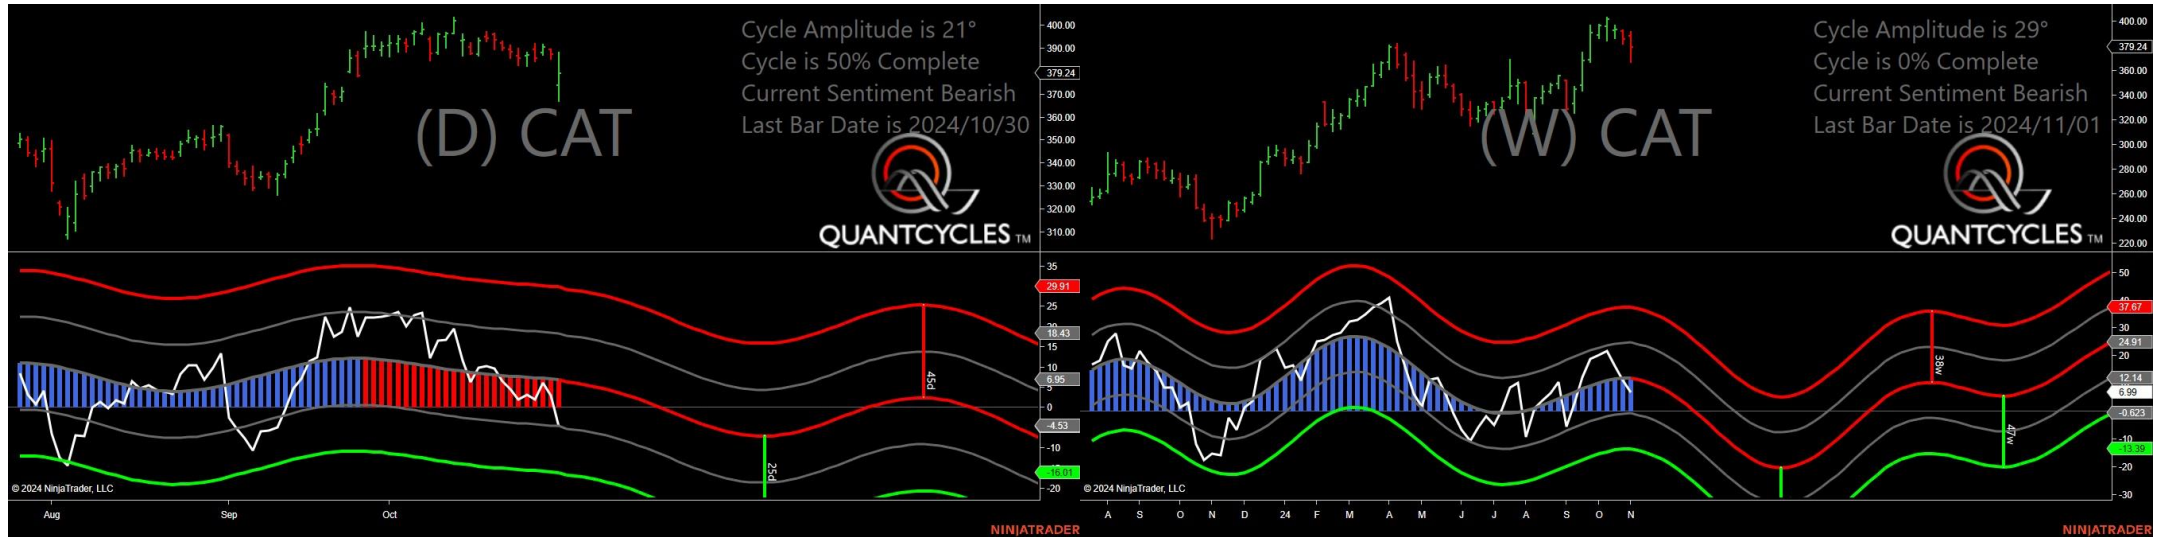 Cycle Amplitude is 21°
Cycle is 50% Complete
Current Sentiment Bearish
Last Bar Date is 2024/10/30
(D) CAT
QUANTCYCLES TM
400.00
390.00
379.24
370.00
360.00
350.00
340.00
330.00
320.00
310.00
35
29.91
25
18.43
15
6.95
5
0
-4.53
-10
-16.01
-20
45d
25d
© 2024 NinjaTrader, LLC
Aug Sep Oct
NINJATRADER
Cycle Amplitude is 29°
Cycle is 0% Complete
Current Sentiment Bearish
Last Bar Date is 2024/11/01
(W) CAT
QUANTCYCLES TM
400.00
379.24
360.00
340.00
320.00
300.00
280.00
260.00
240.00
220.00
50
37.67
30
24.91
20
12.14
6.99
-0.623
-10
-13.39
-20
-30
38w
47w
© 2024 NinjaTrader, LLC
A S O N D 24 F M A M J J A S O N
NINJATRADER